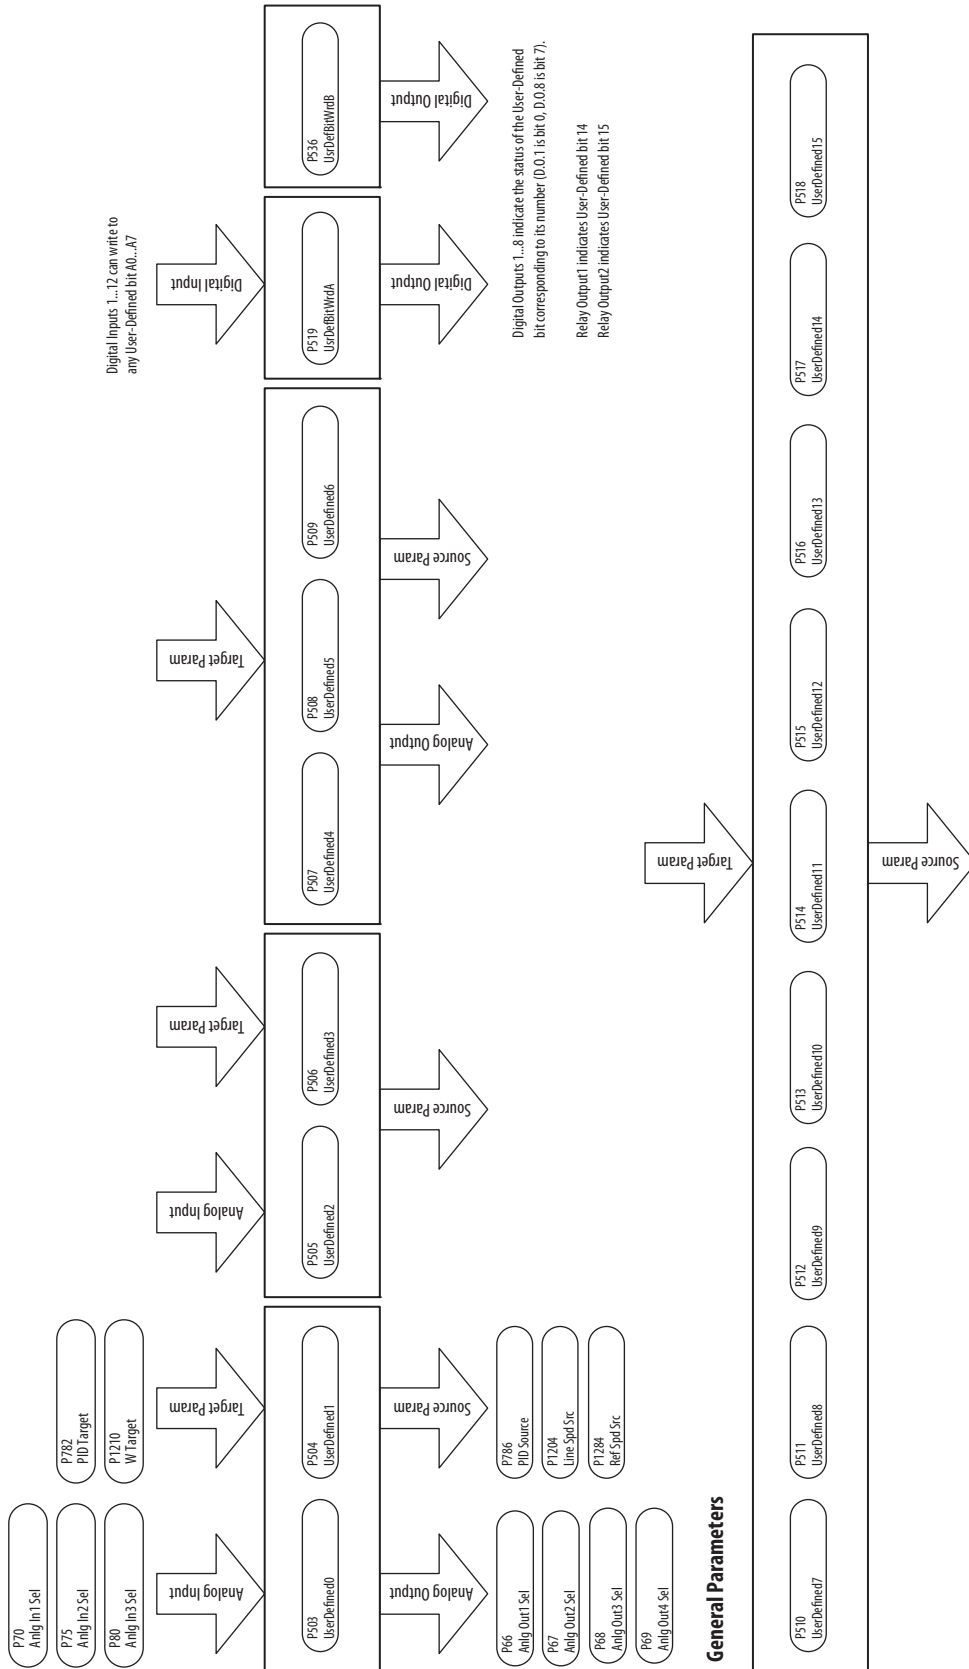 P70
Anlg In1 Sel
P75
Anlg In2 Sel
P80
Anlg In3 Sel
P782
PID Target
P1210
W Target
Digital Inputs 1...12 can write to
any User-Defined bit A0...A7
Analog Input
Target Param
Analog Input
Target Param
Target Param
Digital Input
P503
UserDefined0
P504
UserDefined1
P505
UserDefined2
P506
UserDefined3
P507
UserDefined4
P508
UserDefined5
P509
UserDefined6
P519
UsrDefBitWrdA
P536
UsrDefBitWrdB
Analog Output
Source Param
Source Param
Analog Output
Source Param
Digital Output
Digital Output
P66
Anlg Out1 Sel
P67
Anlg Out2 Sel
P68
Anlg Out3 Sel
P69
Anlg Out4 Sel
P786
PID Source
P1204
Line Spd Src
P1284
Ref Spd Src
Digital Outputs 1...8 indicate the status of the User-Defined
bit corresponding to its number (D.O.1 is bit 0, D.O.8 is bit 7).
Relay Output1 indicates User-Defined bit 14
Relay Output2 indicates User-Defined bit 15
General Parameters
Target Param
P510
UserDefined7
P511
UserDefined8
P512
UserDefined9
P513
UserDefined10
P514
UserDefined11
P515
UserDefined12
P516
UserDefined13
P517
UserDefined14
P518
UserDefined15
Source Param